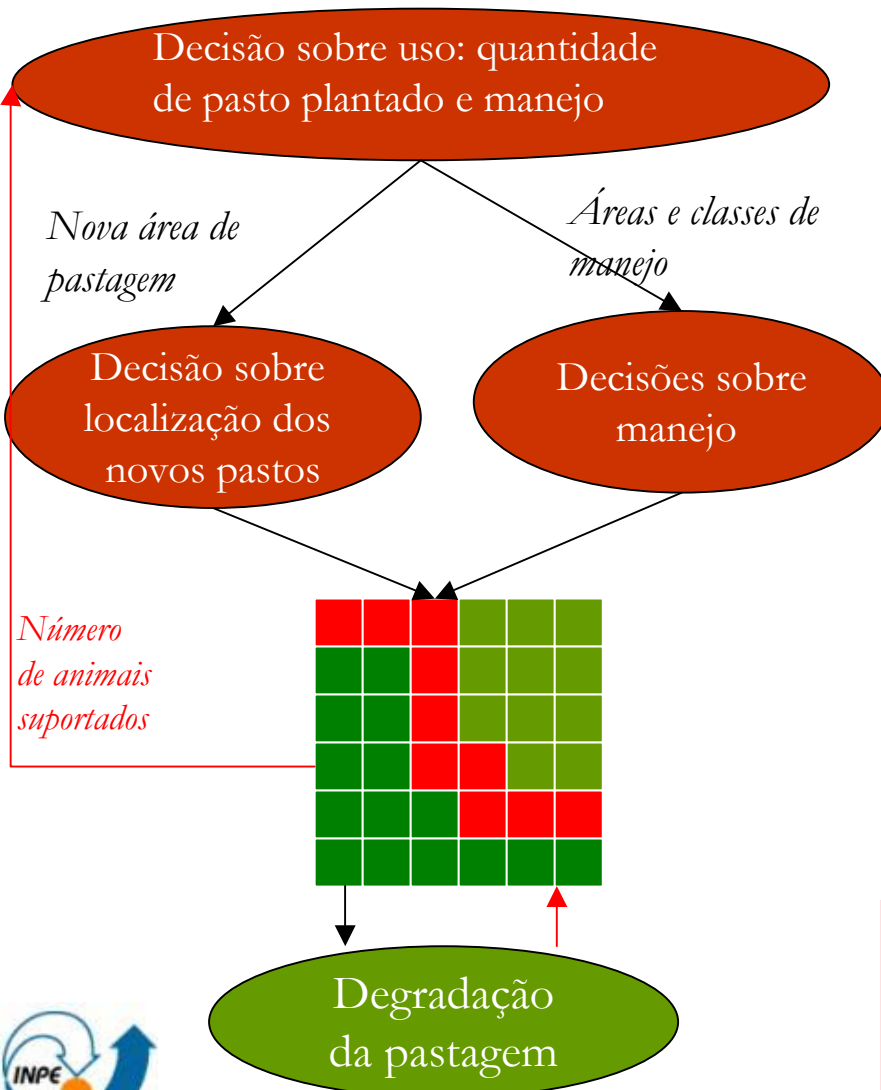 Decisão sobre uso: quantidade
de pasto plantado e manejo
Nova área de
pastagem
Áreas e classes de
manejo
Decisão sobre
localização dos
novos pastos
Decisões sobre
manejo
Número
de animais
suportados
Degradação
da pastagem
INPE